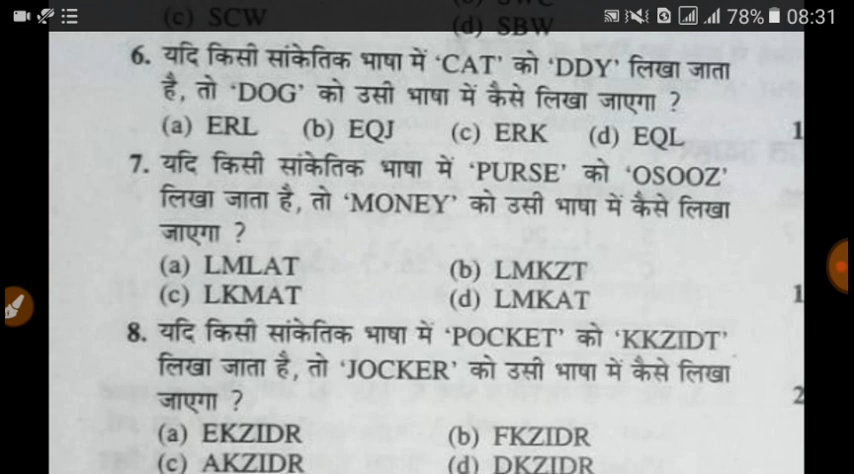 78% 08:31
(c) SCW
(d) SBW
6. यदि किसी सांकेतिक भाषा में ‘CAT’ को ‘DDY’ लिखा जाता
है, तो ‘DOG’ को उसी भाषा में कैसे लिखा जाएगा ?
(a) ERL (b) EQJ (c) ERK (d) EQL
1
7. यदि किसी सांकेतिक भाषा में ‘PURSE’ को ‘OSOOZ’
लिखा जाता है, तो ‘MONEY’ को उसी भाषा में कैसे लिखा
जाएगा ?
(a) LMLAT (b) LMKZT
(c) LKMAT (d) LMKAT
1
8. यदि किसी सांकेतिक भाषा में ‘POCKET’ को ‘KKZIDT’
लिखा जाता है, तो ‘JOCKER’ को उसी भाषा में कैसे लिखा
जाएगा ?
2
(a) EKZIDR (b) FKZIDR
(c) AKZIDR (d) DKZIDR